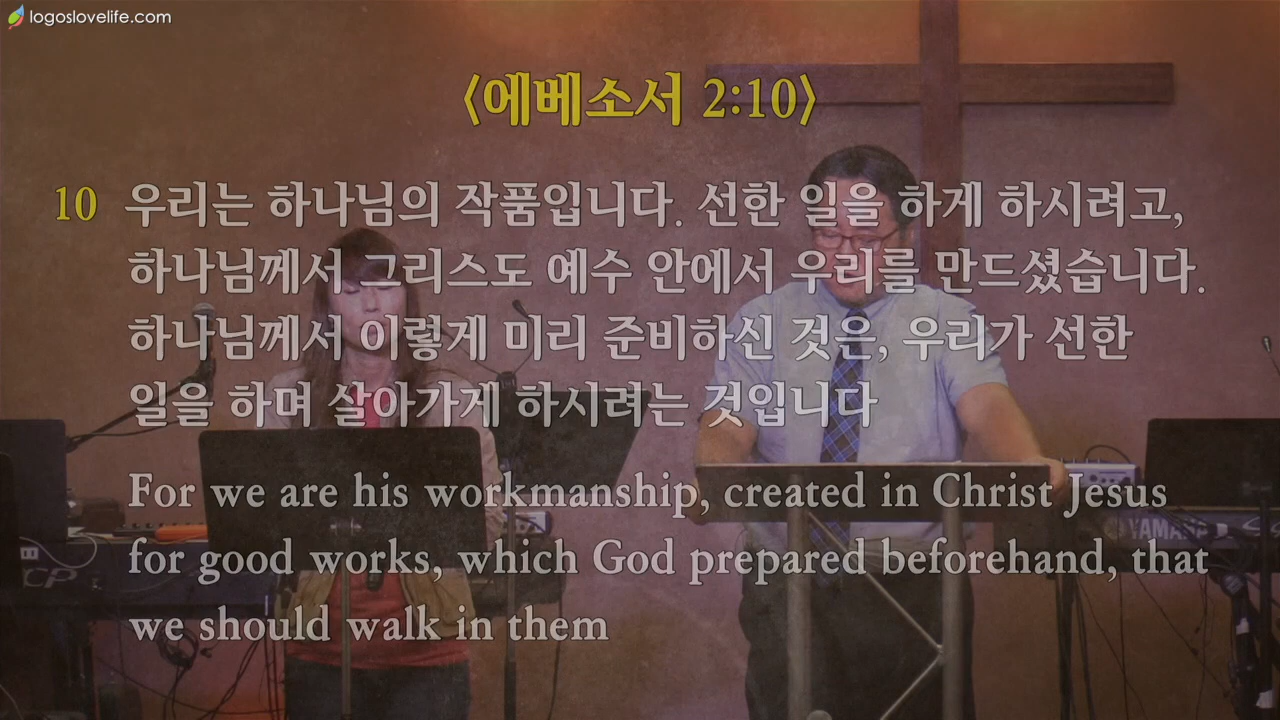 logoslovelife.com
〈에베소서 2:10〉
10 우리는 하나님의 작품입니다. 선한 일을 하게 하시려고,
하나님께서 그리스도 예수 안에서 우리를 만드셨습니다.
하나님께서 이렇게 미리 준비하신 것은, 우리가 선한
일을 하며 살아가게 하시려는 것입니다
For we are his workmanship, created in Christ Jesus
for good works, which God prepared beforehand, that
we should walk in them
YAMAHA
CP